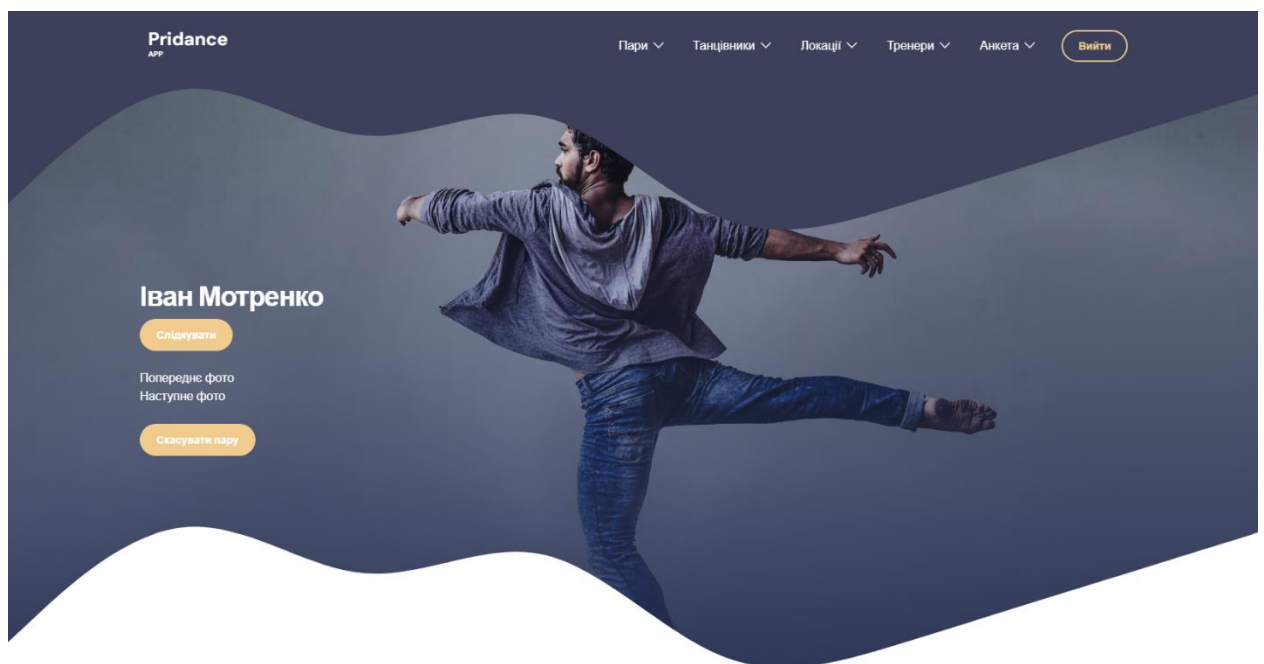 Pridance
APP
Пари
Танцівники
Локації
Тренери
Анкета
Вийти
Іван Мотренко
Слідкувати
Попереднє фото
Наступне фото
Скасувати пару